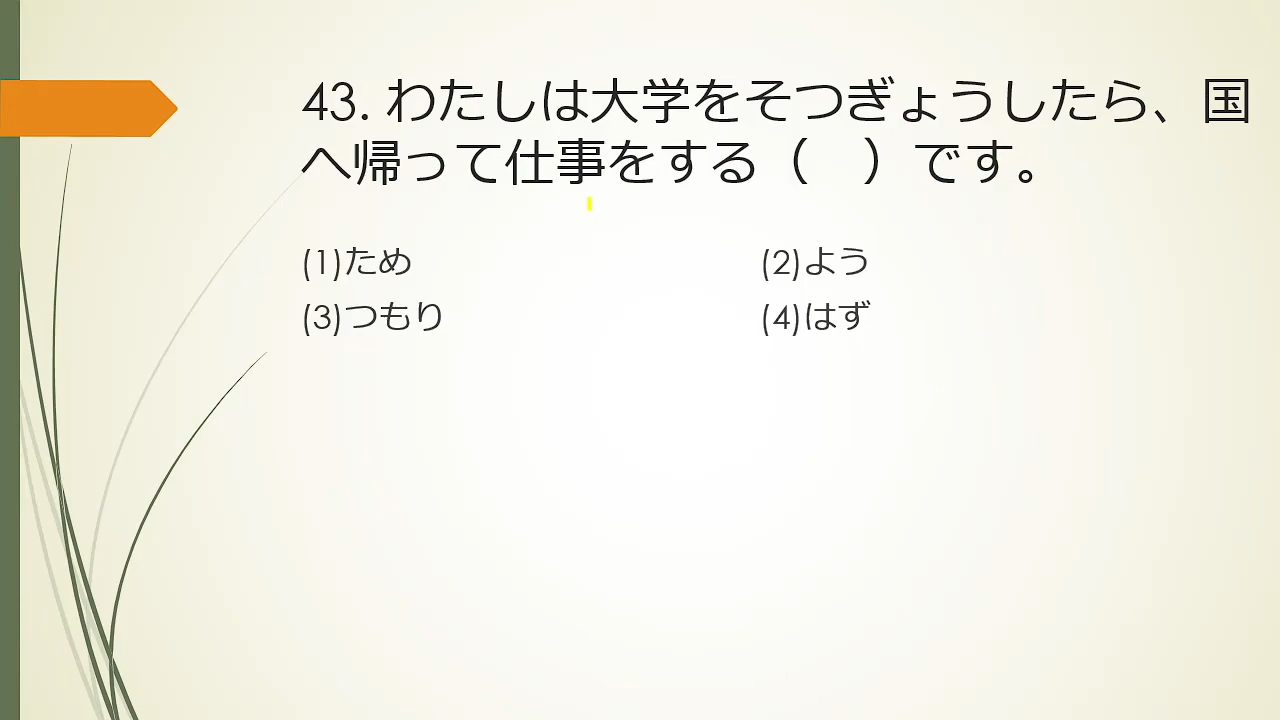 43. わたしは大学をそつぎょうしたら、国
へ帰って仕事をする（　）です。
(1)ため
(2)よう
(3)つもり
(4)はず